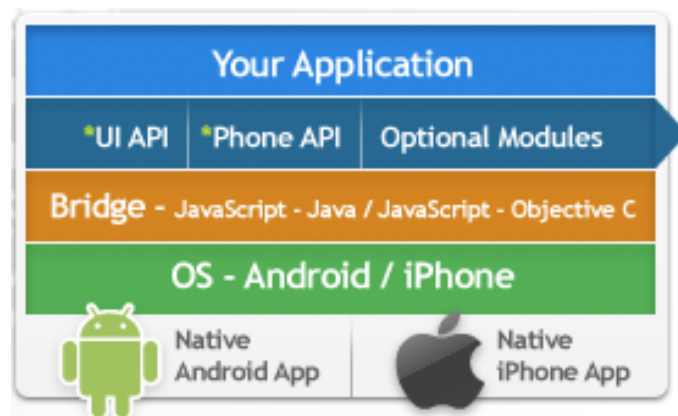 Your Application
*UI API *Phone API Optional Modules
Bridge - JavaScript - Java / JavaScript - Objective C
OS - Android / iPhone
Native
Android App
Native
iPhone App